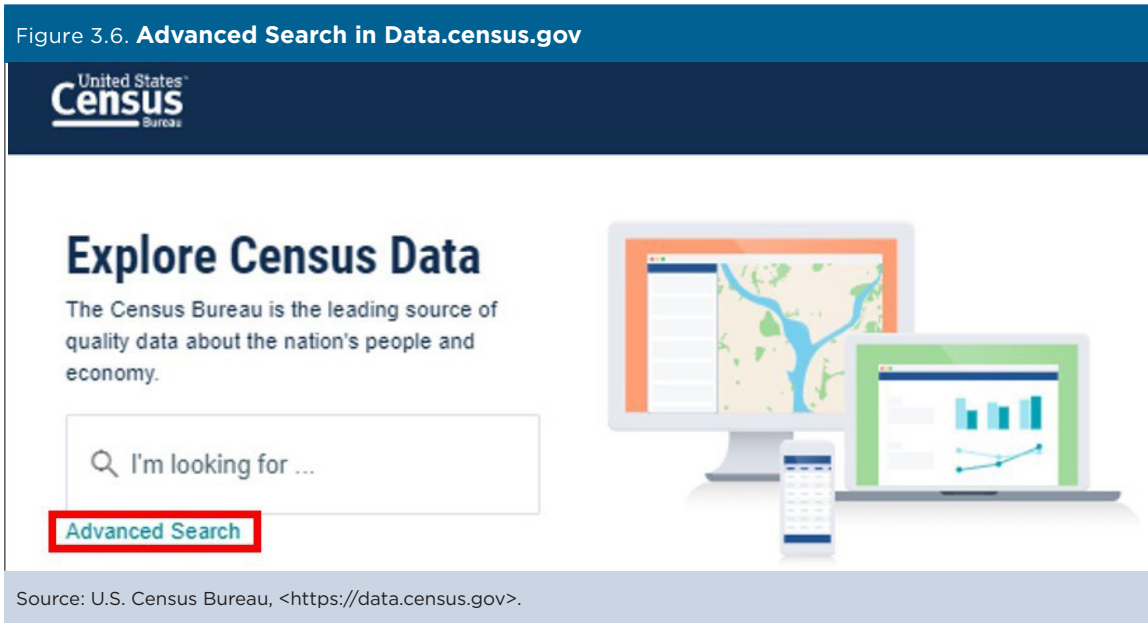 Figure 3.6. Advanced Search in Data.census.gov
United States™
Census
Bureau
Explore Census Data
The Census Bureau is the leading source of
quality data about the nation's people and
economy.
I'm looking for ...
Advanced Search
Source: U.S. Census Bureau, <https://data.census.gov>.